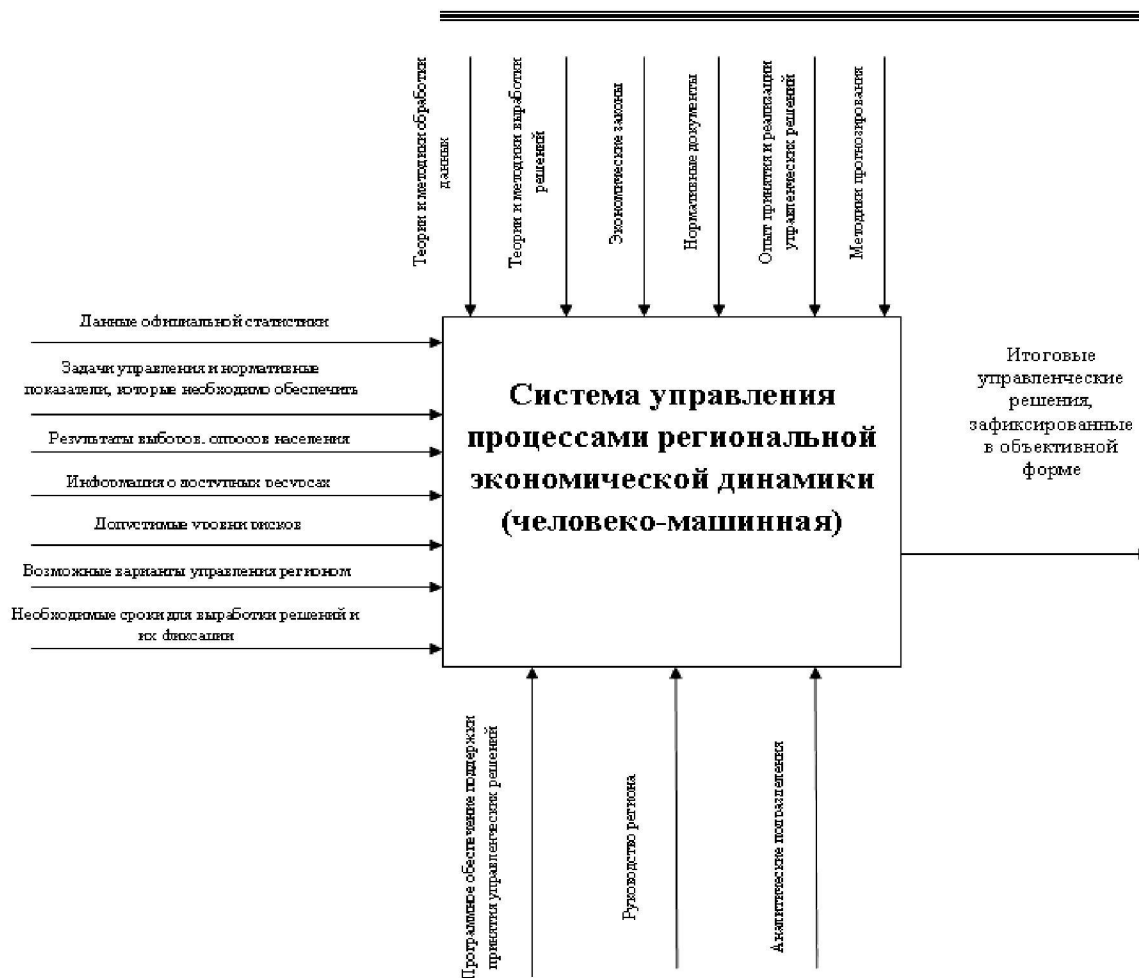 Теории и методики обработки
данных
Теории и методики выработки
решений
Экономические законы
Нормативные документы
Опыт принятия и реализации
управленческих решений
Методики прогнозирования
Данные официальной статистики
Задачи управления и нормативные
показатели, которые необходимо обеспечить
Результаты выборов, опросов населения
Информация о доступных ресурсах
Допустимые уровни рисков
Возможные варианты управления регионом
Необходимые сроки для выработки решений и
их фиксации
Система управления
процессами региональной
экономической динамики
(человеко-машинная)
Итоговые
управленческие
решения,
зафиксированные
в объективной
форме
Программное обеспечение поддержки
принятия управленческих решений
Руководство региона
Аналитические подразделения